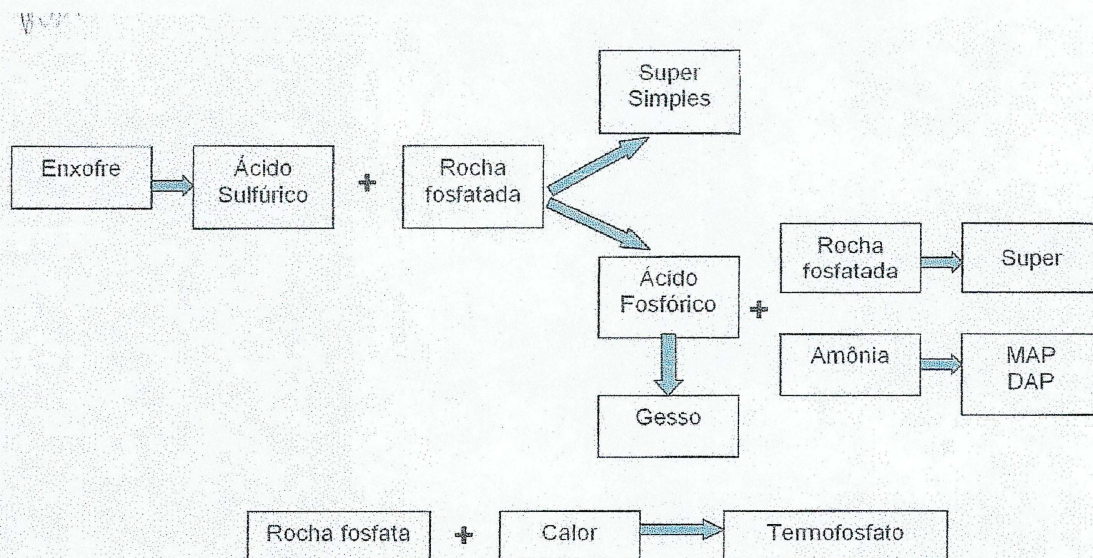 Super
Simples
Enxofre
Ácido
Sulfúrico
+
Rocha
fosfatada
Ácido
Fosfórico
+
Rocha
fosfatada
Super
Amônia
MAP
DAP
Gesso
Rocha fosfata
+
Calor
Termofosfato